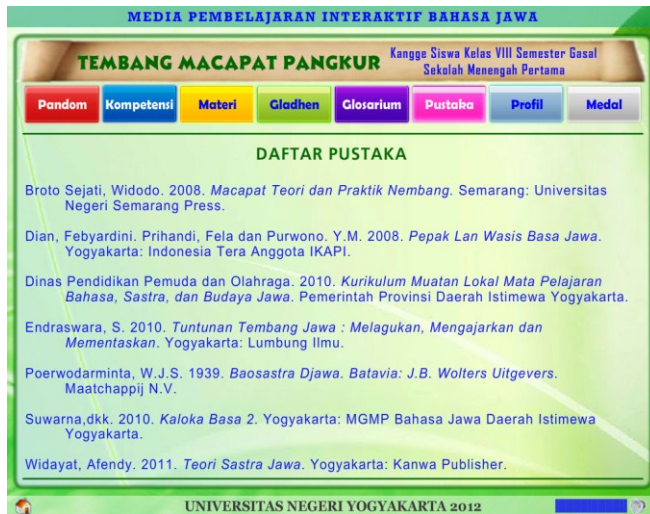 MEDIA PEMBELAJARAN INTERAKTIF BAHASA JAWA
TEMBANG MACAPAT PANGKUR
Kangge Siswa Kelas VIII Semester Gasal
Sekolah Menengah Pertama
Pandom
Kompetensi
Materi
Gladhen
Glosarium
Pustaka
Profil
Medal
DAFTAR PUSTAKA
Broto Sejati, Widodo. 2008. Macapat Teori dan Praktik Nembang. Semarang: Universitas
Negeri Semarang Press.
Dian, Febyardini. Prihandi, Fela dan Purwono. Y.M. 2008. Pepak Lan Wasis Basa Jawa.
Yogyakarta: Indonesia Tera Anggota IKAPI.
Dinas Pendidikan Pemuda dan Olahraga. 2010. Kurikulum Muatan Lokal Mata Pelajaran
Bahasa, Sastra, dan Budaya Jawa. Pemerintah Provinsi Daerah Istimewa Yogyakarta.
Endraswara, S. 2010. Tuntunan Tembang Jawa : Melagukan, Mengajarkan dan
Mementaskan. Yogyakarta: Lumbung Ilmu.
Poerwodarminta, W.J.S. 1939. Baosastra Djawa. Batavia: J.B. Wolters Uitgevers.
Maatchappij N.V.
Suwarna,dkk. 2010. Kaloka Basa 2. Yogyakarta: MGMP Bahasa Jawa Daerah Istimewa
Yogyakarta.
Widayat, Afendy. 2011. Teori Sastra Jawa. Yogyakarta: Kanwa Publisher.
UNIVERSITAS NEGERI YOGYAKARTA 2012